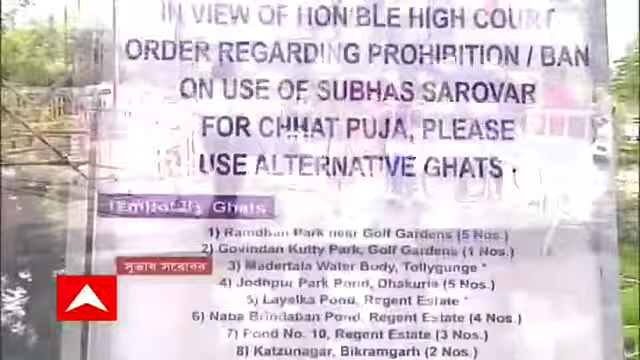 IN VIEW OF HON'BLE HIGH COURT
ORDER REGARDING PROHIBITION / BAN
ON USE OF SUBHAS SAROVAR
FOR CHHAT PUJA, PLEASE
USE ALTERNATIVE GHATS
Ghats
1) Ramdhan Park near Golf Gardens (5 Nos.)
2) Govindan Kutty Park, Golf Gardens (1 Nos.)
সুভাষ সরোবর
3) Madertala Water Body, Tollygunge *
4) Jodhpur Park Pond, Dhakuria (5 Nos.)
5) Layelka Pond, Regent Estate *
6) Naba Brindaban Pond, Regent Estate (4 Nos.)
7) Pond No. 10, Regent Estate (3 Nos.)
8) Katzunagar, Bikramgarh (2 Nos.)